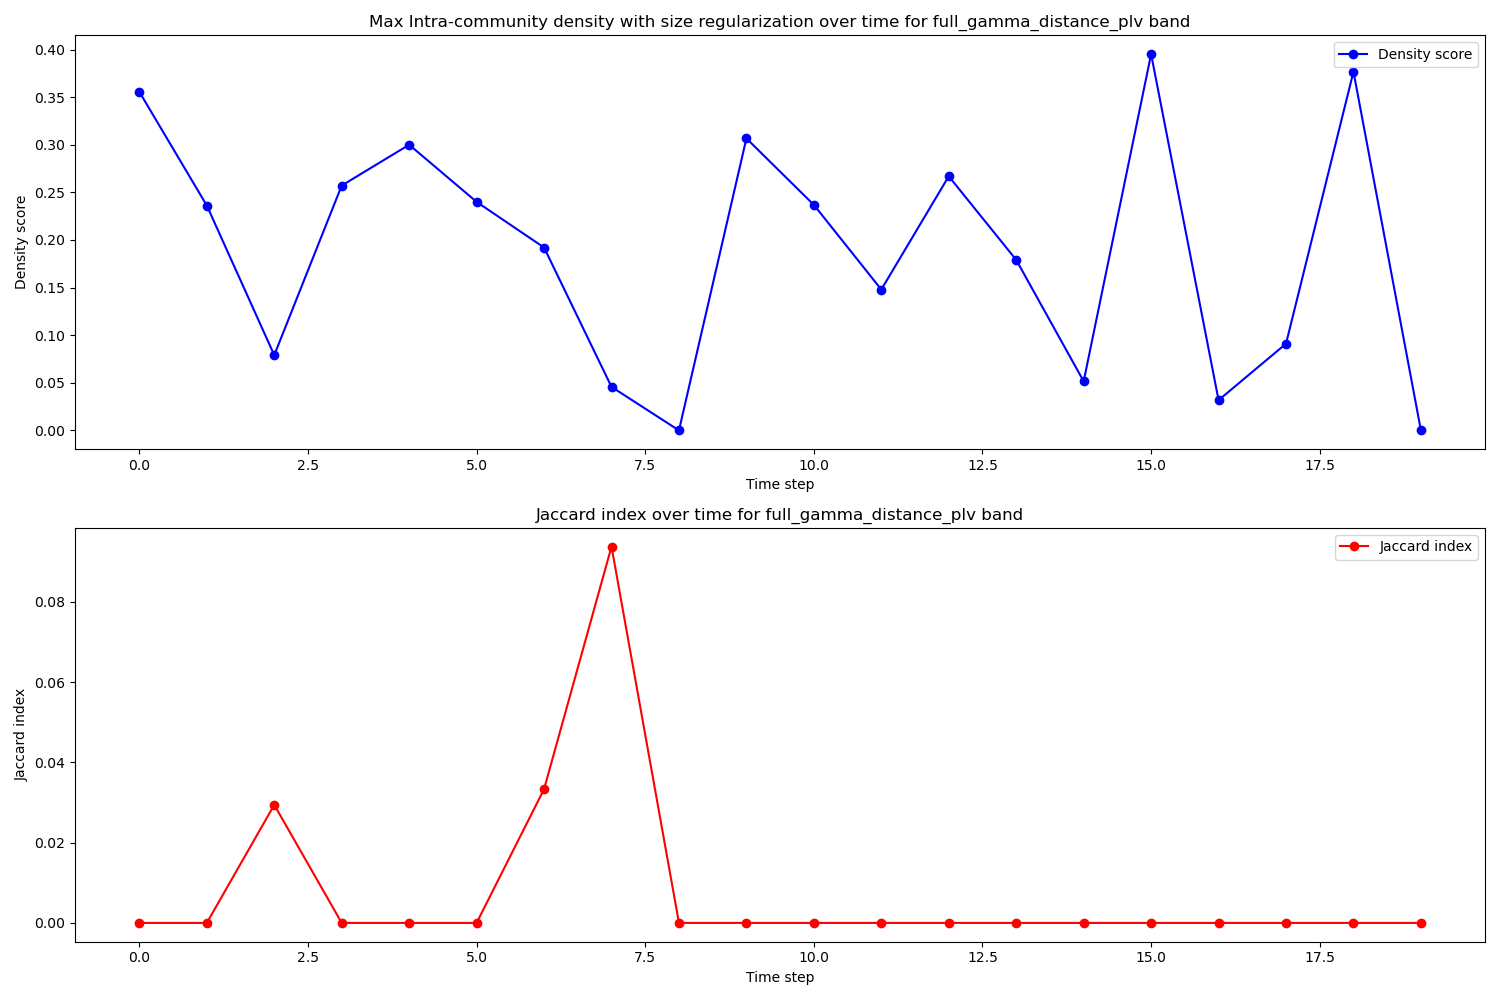 Max Intra-community density with size regularization over time for full_gamma_distance_plv band
Density score
0.40
0.35
0.30
0.25
0.20
0.15
0.10
0.05
0.00
Density score
0.0 2.5 5.0 7.5 10.0 12.5 15.0 17.5
Time step
Jaccard index over time for full_gamma_distance_plv band
Jaccard index
0.08
0.06
0.04
0.02
0.00
Jaccard index
0.0 2.5 5.0 7.5 10.0 12.5 15.0 17.5
Time step